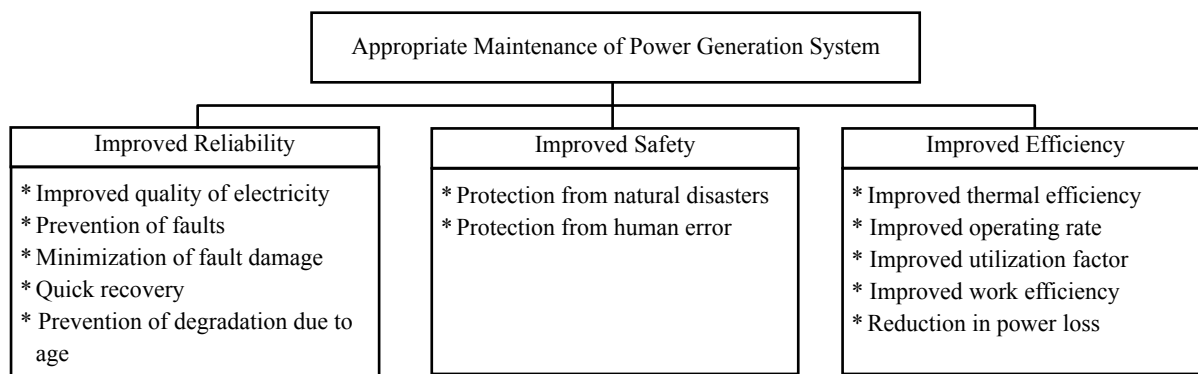 Appropriate Maintenance of Power Generation System
Improved Reliability
* Improved quality of electricity
* Prevention of faults
* Minimization of fault damage
* Quick recovery
* Prevention of degradation due to
age
Improved Safety
* Protection from natural disasters
* Protection from human error
Improved Efficiency
* Improved thermal efficiency
* Improved operating rate
* Improved utilization factor
* Improved work efficiency
* Reduction in power loss